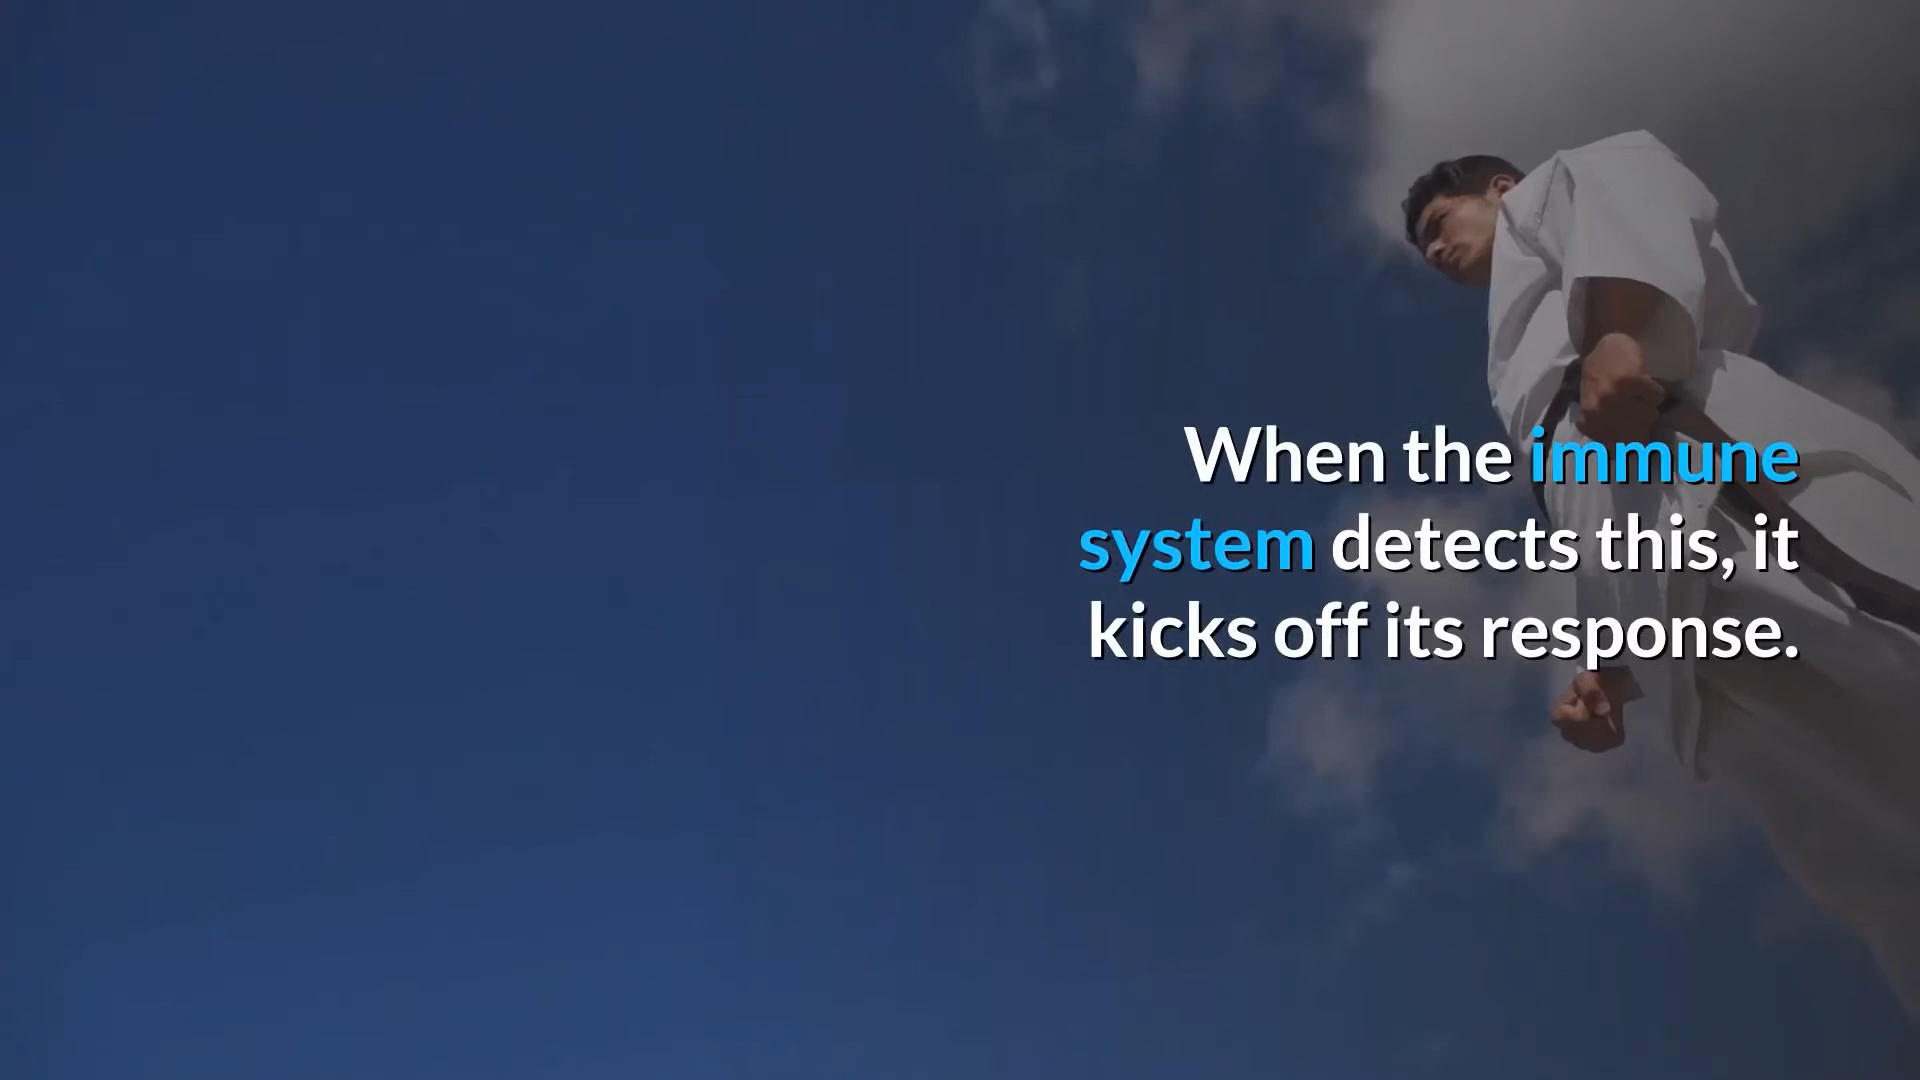 When the immune
system detects this, it
kicks off its response.